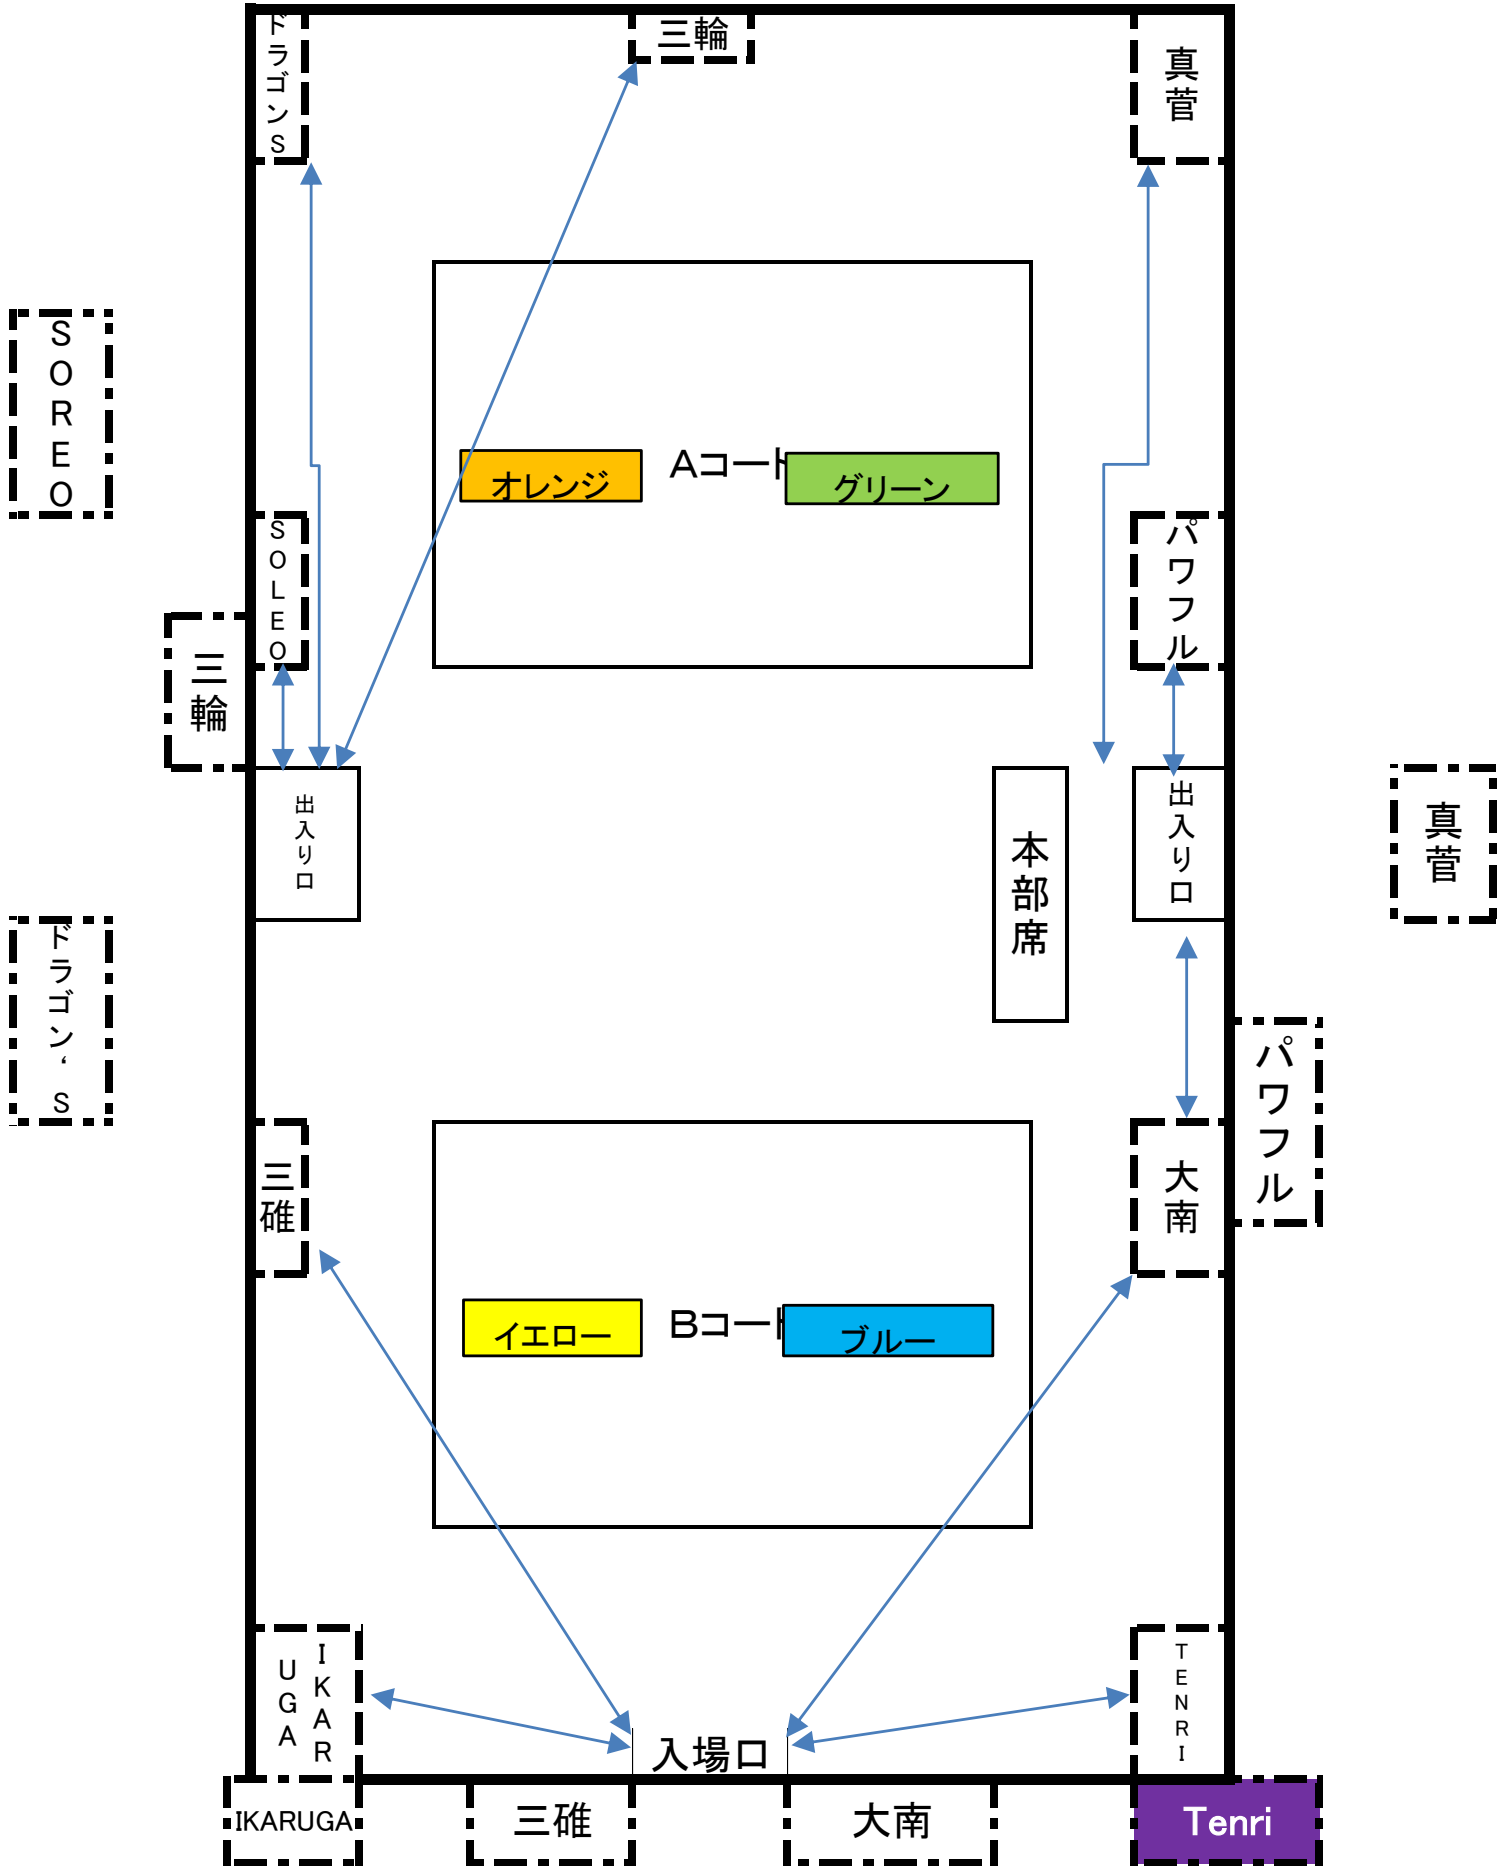 ドラゴンS
三輪
真菅
SOREO
オレンジ
Aコート
グリーン
SOLEO
パワフル
三輪
出入り口
本部席
出入り口
真菅
ドラゴン‘S
パワフル
三碓
大南
イエロー
Bコート
ブルー
IKARUGA
TENRI
入場口
IKARUGA
三碓
大南
Tenri